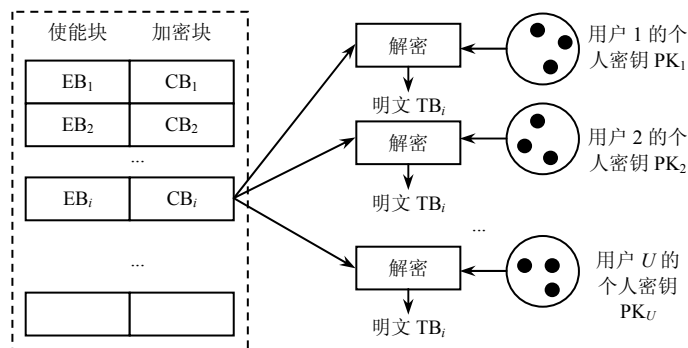 使能块 加密块
EB1 CB1
EB2 CB2
...
EBi CBi
...
解密
明文 TBi
用户 1 的个
人密钥 PK1
解密
明文 TBi
用户 2 的个
人密钥 PK2
...
解密
明文 TBi
用户 U 的
个人密钥
PKU